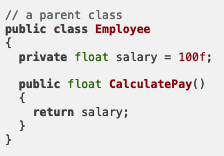 // a parent class
public class Employee
{
  private float salary = 100f;

  public float CalculatePay()
  {
    return salary;
  }
}